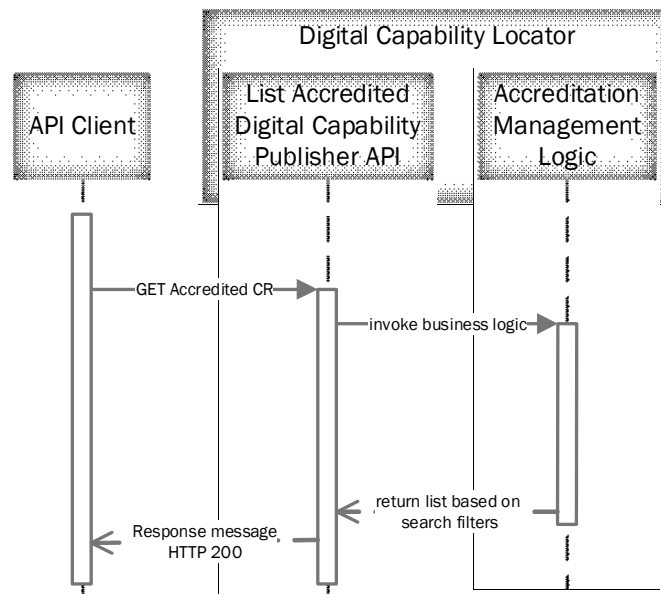 Digital Capability Locator
API Client
List Accredited
Digital Capability
Publisher API
Accreditation
Management
Logic
GET Accredited CR
invoke business logic
return list based on
search filters
Response message
HTTP 200